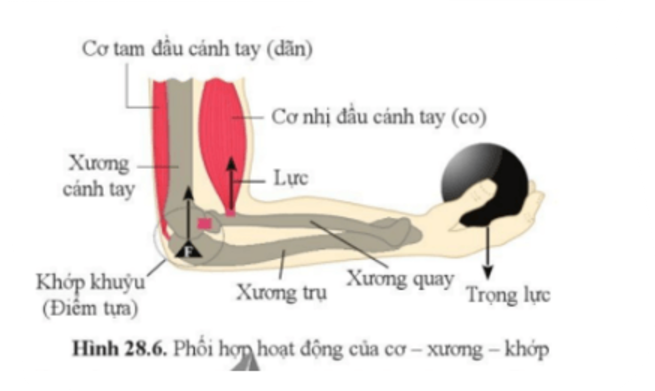 Cơ tam đầu cánh tay (dãn)
Cơ nhị đầu cánh tay (co)
Xương
cánh tay
Lực
F
Khớp khuỷu
(Điểm tựa)
Xương trụ
Xương quay
Trọng lực
Hình 28.6. Phối hợp hoạt động của cơ – xương – khớp